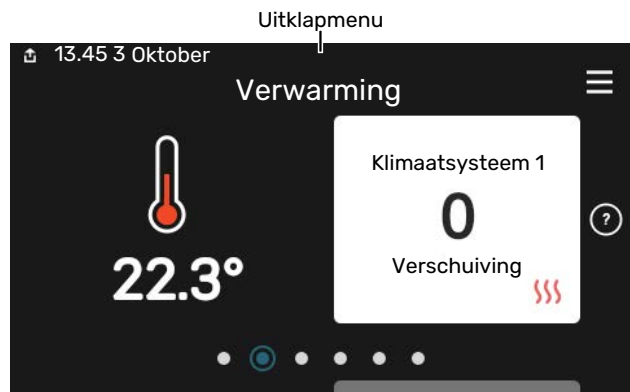 Uitklapmenu
13.45 3 Oktober
Verwarming
Klimaatsysteem 1
0
22.3°
Verschuiving
?